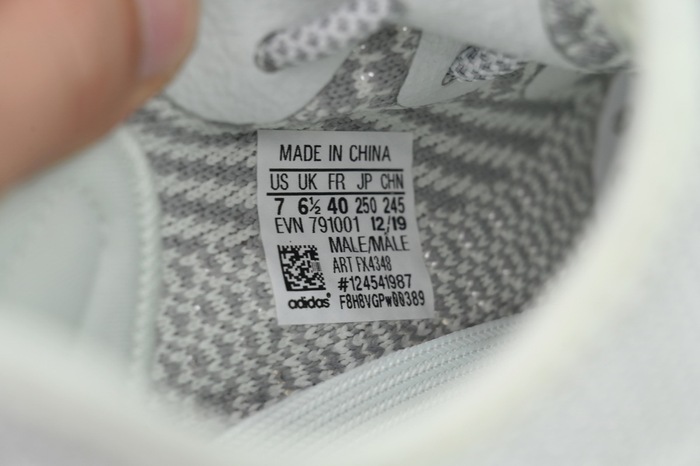 MADE IN CHINA
US UK FR JP CHN
7 6½ 40 250 245
EVN 791001 12/19
MALE/MÂLE
ART FX4348
#124541987
adidas® F8H8VGPW00389